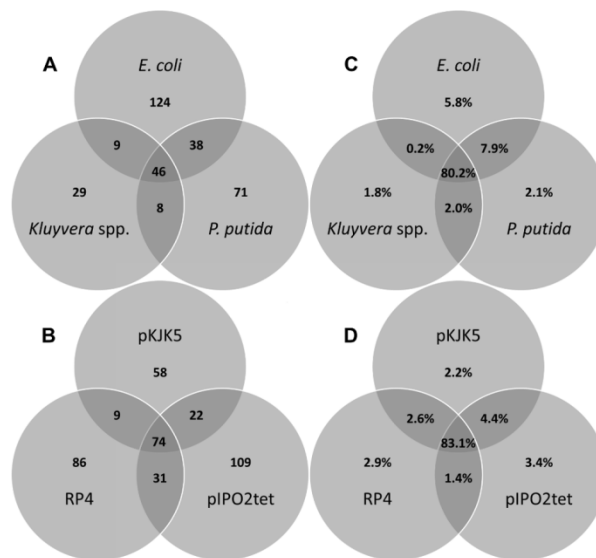 A
E. coli
124
9
38
46
29
71
8
Kluyvera spp.
P. putida
C
E. coli
5.8%
0.2%
7.9%
80.2%
1.8%
2.1%
2.0%
Kluyvera spp.
P. putida
B
pKJK5
58
9
22
74
86
109
31
RP4
pIPO2tet
D
pKJK5
2.2%
2.6%
4.4%
83.1%
2.9%
3.4%
1.4%
RP4
pIPO2tet